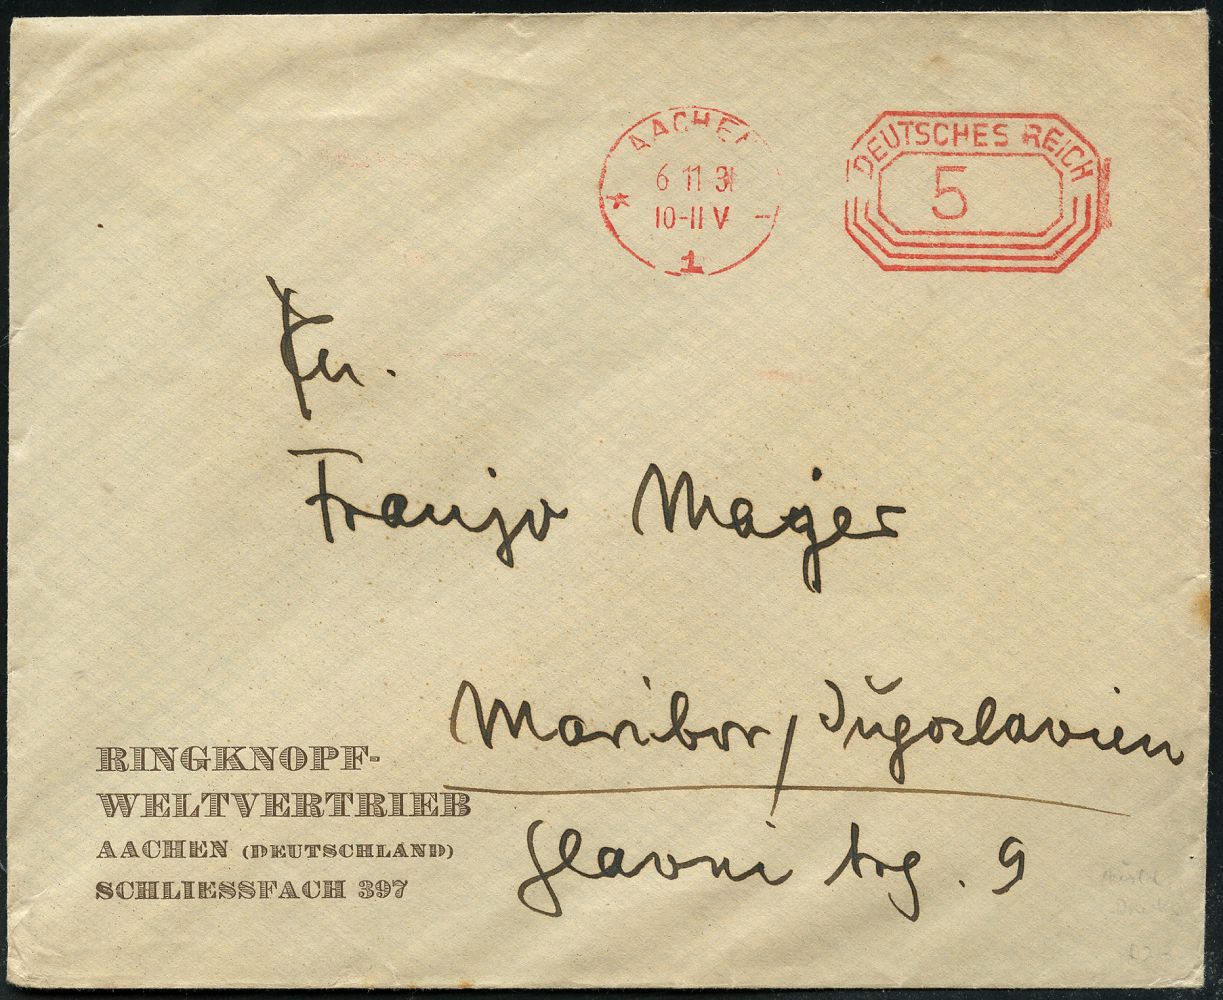 AACHEN
6 11 31
10-11 V
1
DEUTSCHES REICH
5
Fa.
Franjo Majer
Maribor/Jugoslavien
Glavni trg. 9
RINGKNOPF-
WELTVERTRIEB
AACHEN (DEUTSCHLAND)
SCHLIESSFACH 397